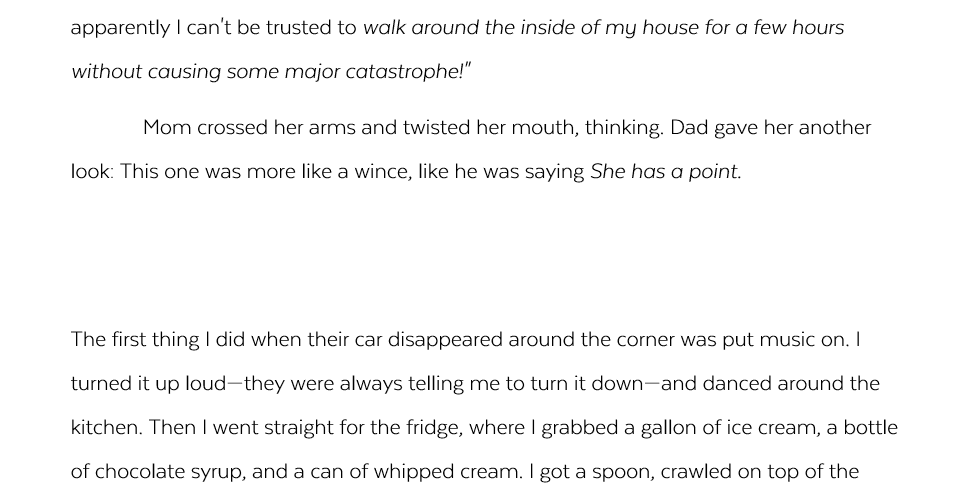 apparently I can't be trusted to walk around the inside of my house for a few hours
without causing some major catastrophe!"
Mom crossed her arms and twisted her mouth, thinking. Dad gave her another
look: This one was more like a wince, like he was saying She has a point.
The first thing I did when their car disappeared around the corner was put music on. I
turned it up loud—they were always telling me to turn it down—and danced around the
kitchen. Then I went straight for the fridge, where I grabbed a gallon of ice cream, a bottle
of chocolate syrup, and a can of whipped cream. I got a spoon, crawled on top of the